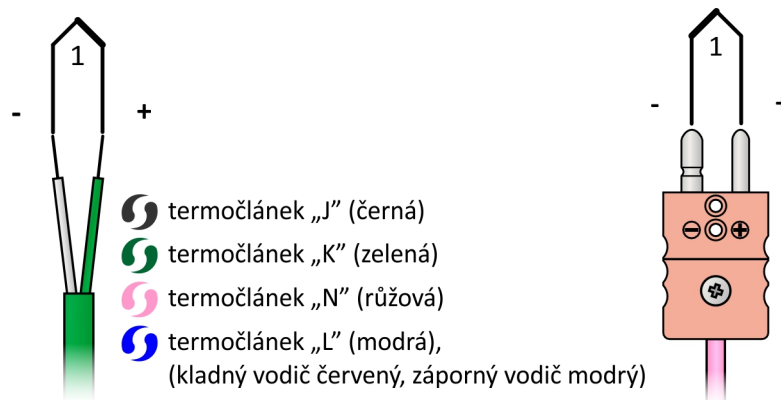 1
- +
termočlánek „J” (černá)
termočlánek „K” (zelená)
termočlánek „N” (růžová)
termočlánek „L” (modrá),
(kladný vodič červený, záporný vodič modrý)
1
- +
⊖ ⊕